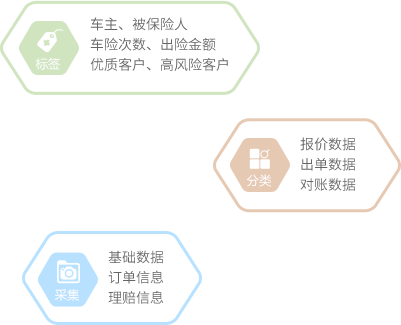 标签
车主、被保险人
车险次数、出险金额
优质客户、高风险客户
分类
报价数据
出单数据
对账数据
采集
基础数据
订单信息
理赔信息